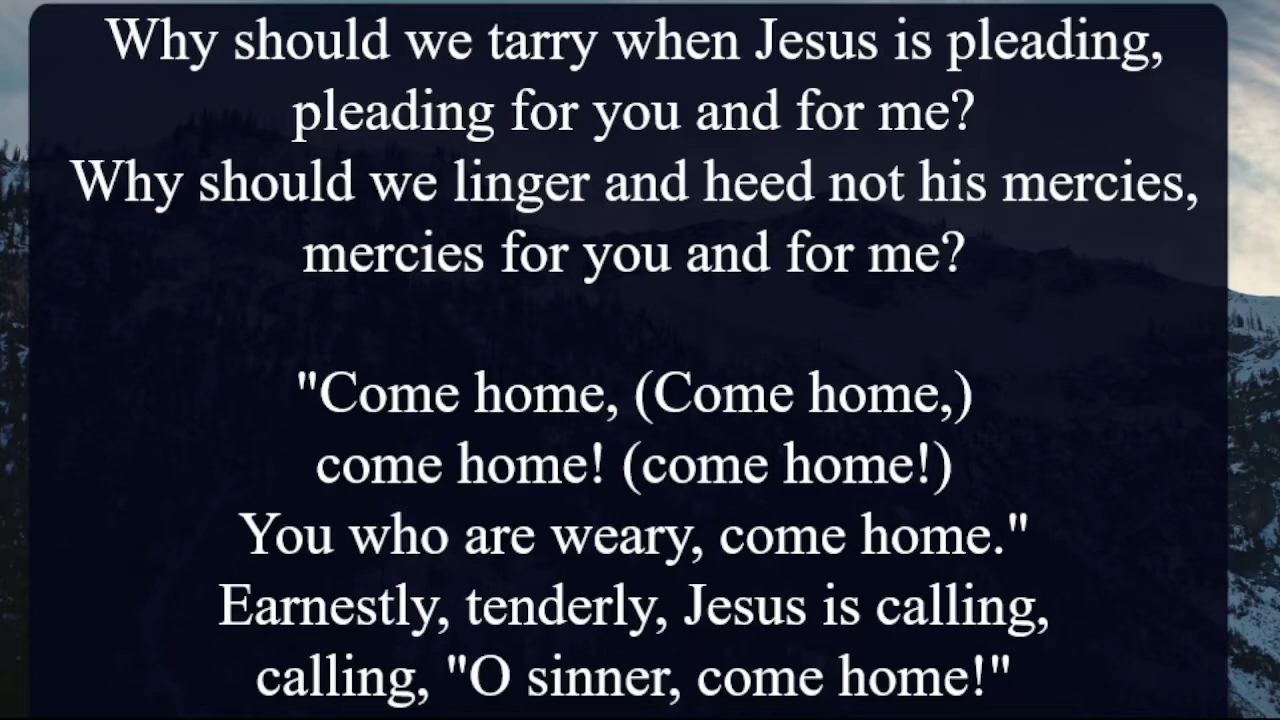 Why should we tarry when Jesus is pleading,
pleading for you and for me?
Why should we linger and heed not his mercies,
mercies for you and for me?
"Come home, (Come home,)
come home! (come home!)
You who are weary, come home."
Earnestly, tenderly, Jesus is calling,
calling, "O sinner, come home!"